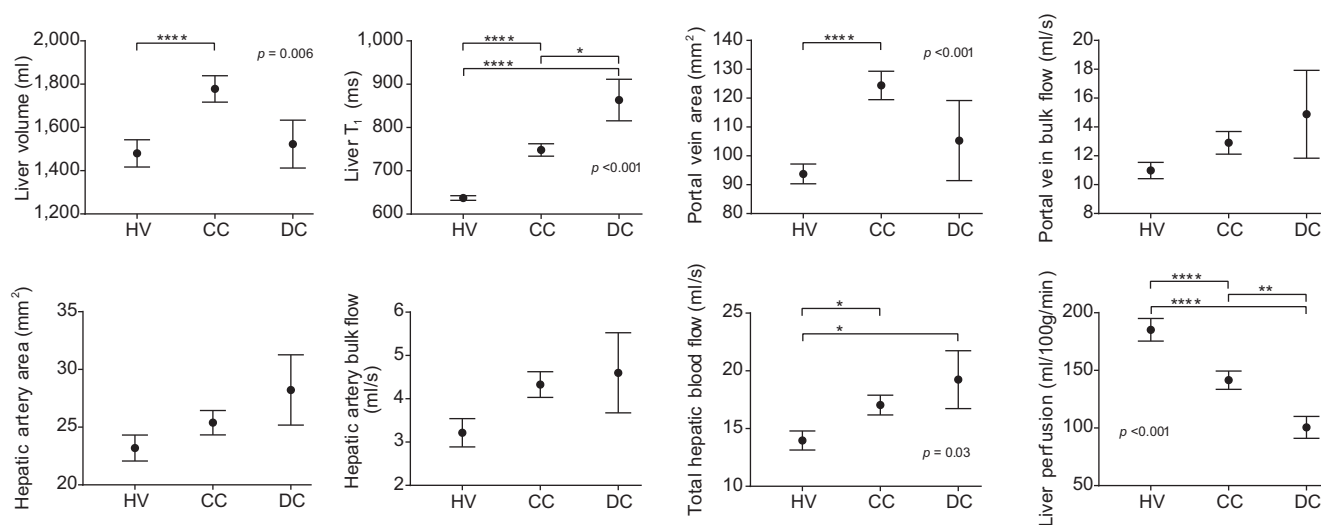 Liver volume (ml)
2,000
1,800
1,600
1,400
1,200
****
p = 0.006
HV CC DC
Liver T1 (ms)
1,000
900
800
700
600
****
*
****
p <0.001
HV CC DC
Portal vein area (mm2)
140
130
120
110
100
90
80
****
p <0.001
HV CC DC
Portal vein bulk flow (ml/s)
20
18
16
14
12
10
8
HV CC DC
Hepatic artery area (mm2)
35
30
25
20
HV CC DC
Hepatic artery bulk flow
(ml/s)
6
5
4
3
2
HV CC DC
Total hepatic blood flow (ml/s)
25
20
15
10
*
*
p = 0.03
HV CC DC
Liver perfusion (ml/100g/min)
200
150
100
50
****
**
****
p <0.001
HV CC DC